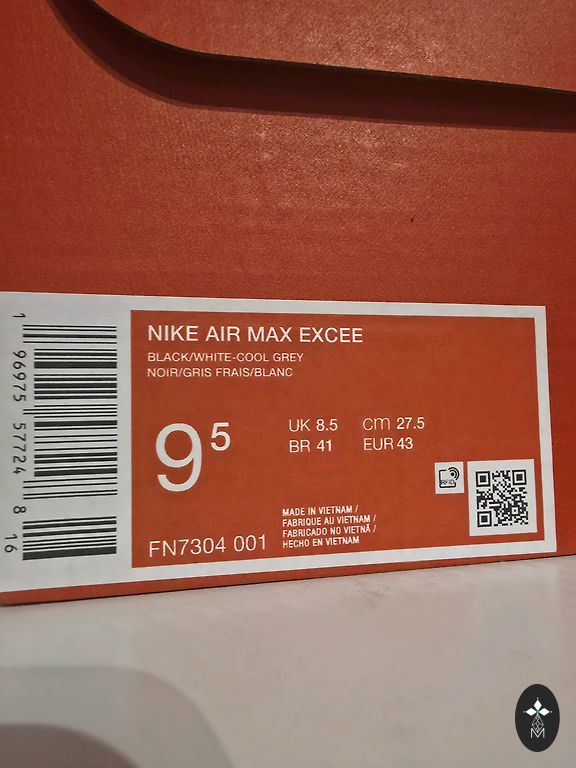 NIKE AIR MAX EXCEE
BLACK/WHITE-COOL GREY
NOIR/GRIS FRAIS/BLANC
9⁵
UK 8.5 CM 27.5
BR 41 EUR 43
RFID
FN7304 001
MADE IN VIETNAM /
FABRIQUE AU VIETNAM /
FABRICADO NO VIETNÃ /
HECHO EN VIETNAM
1 96975 57724 8 16
M